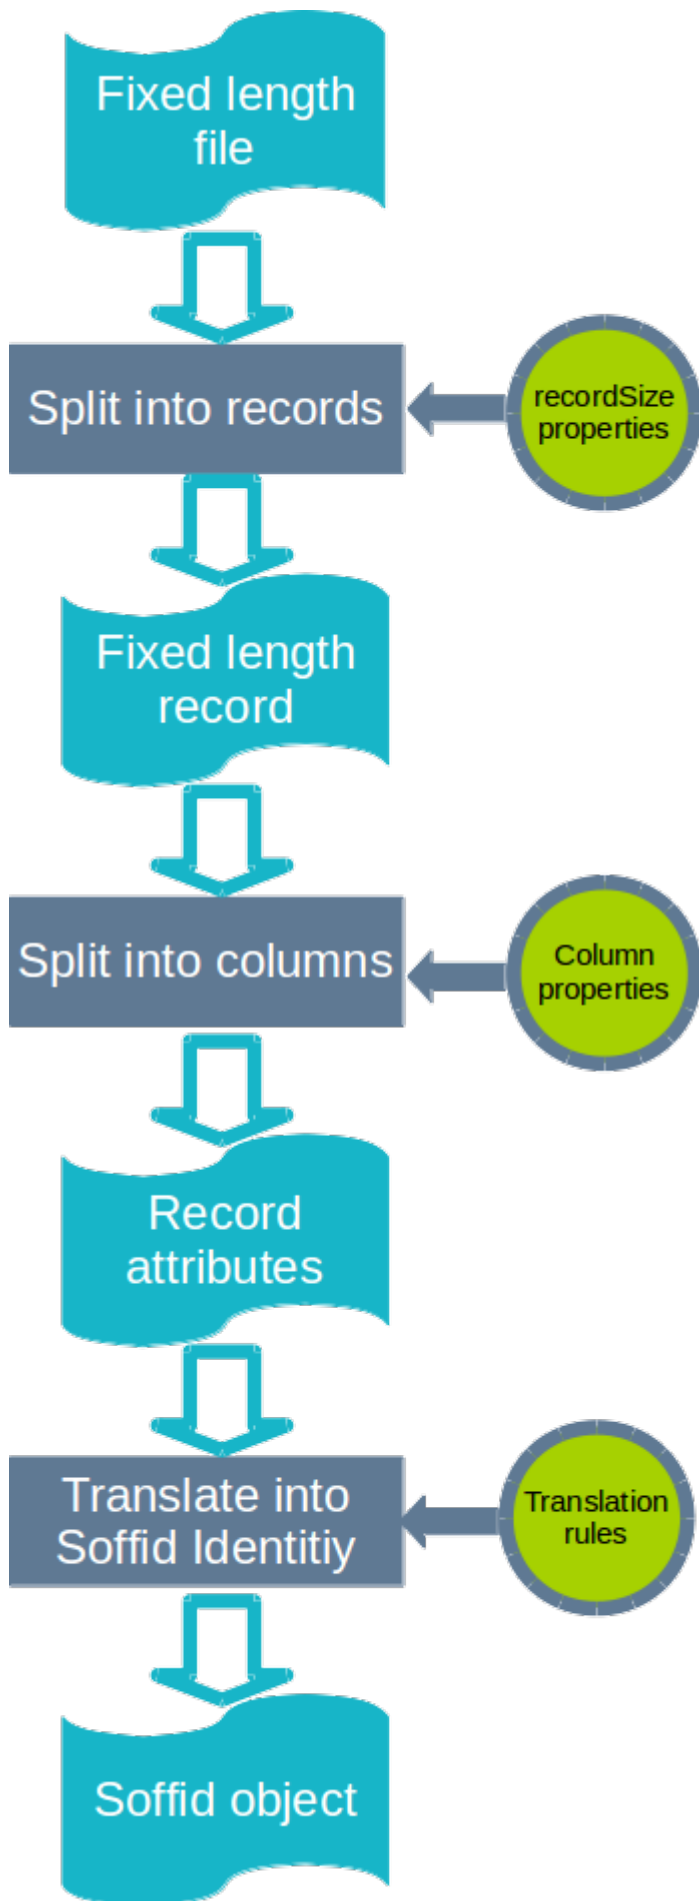 Fixed length
file
Split into records
recordSize
properties
Fixed length
record
Split into columns
Column
properties
Record
attributes
Translate into
Soffid Identitiy
Translation
rules
Soffid object